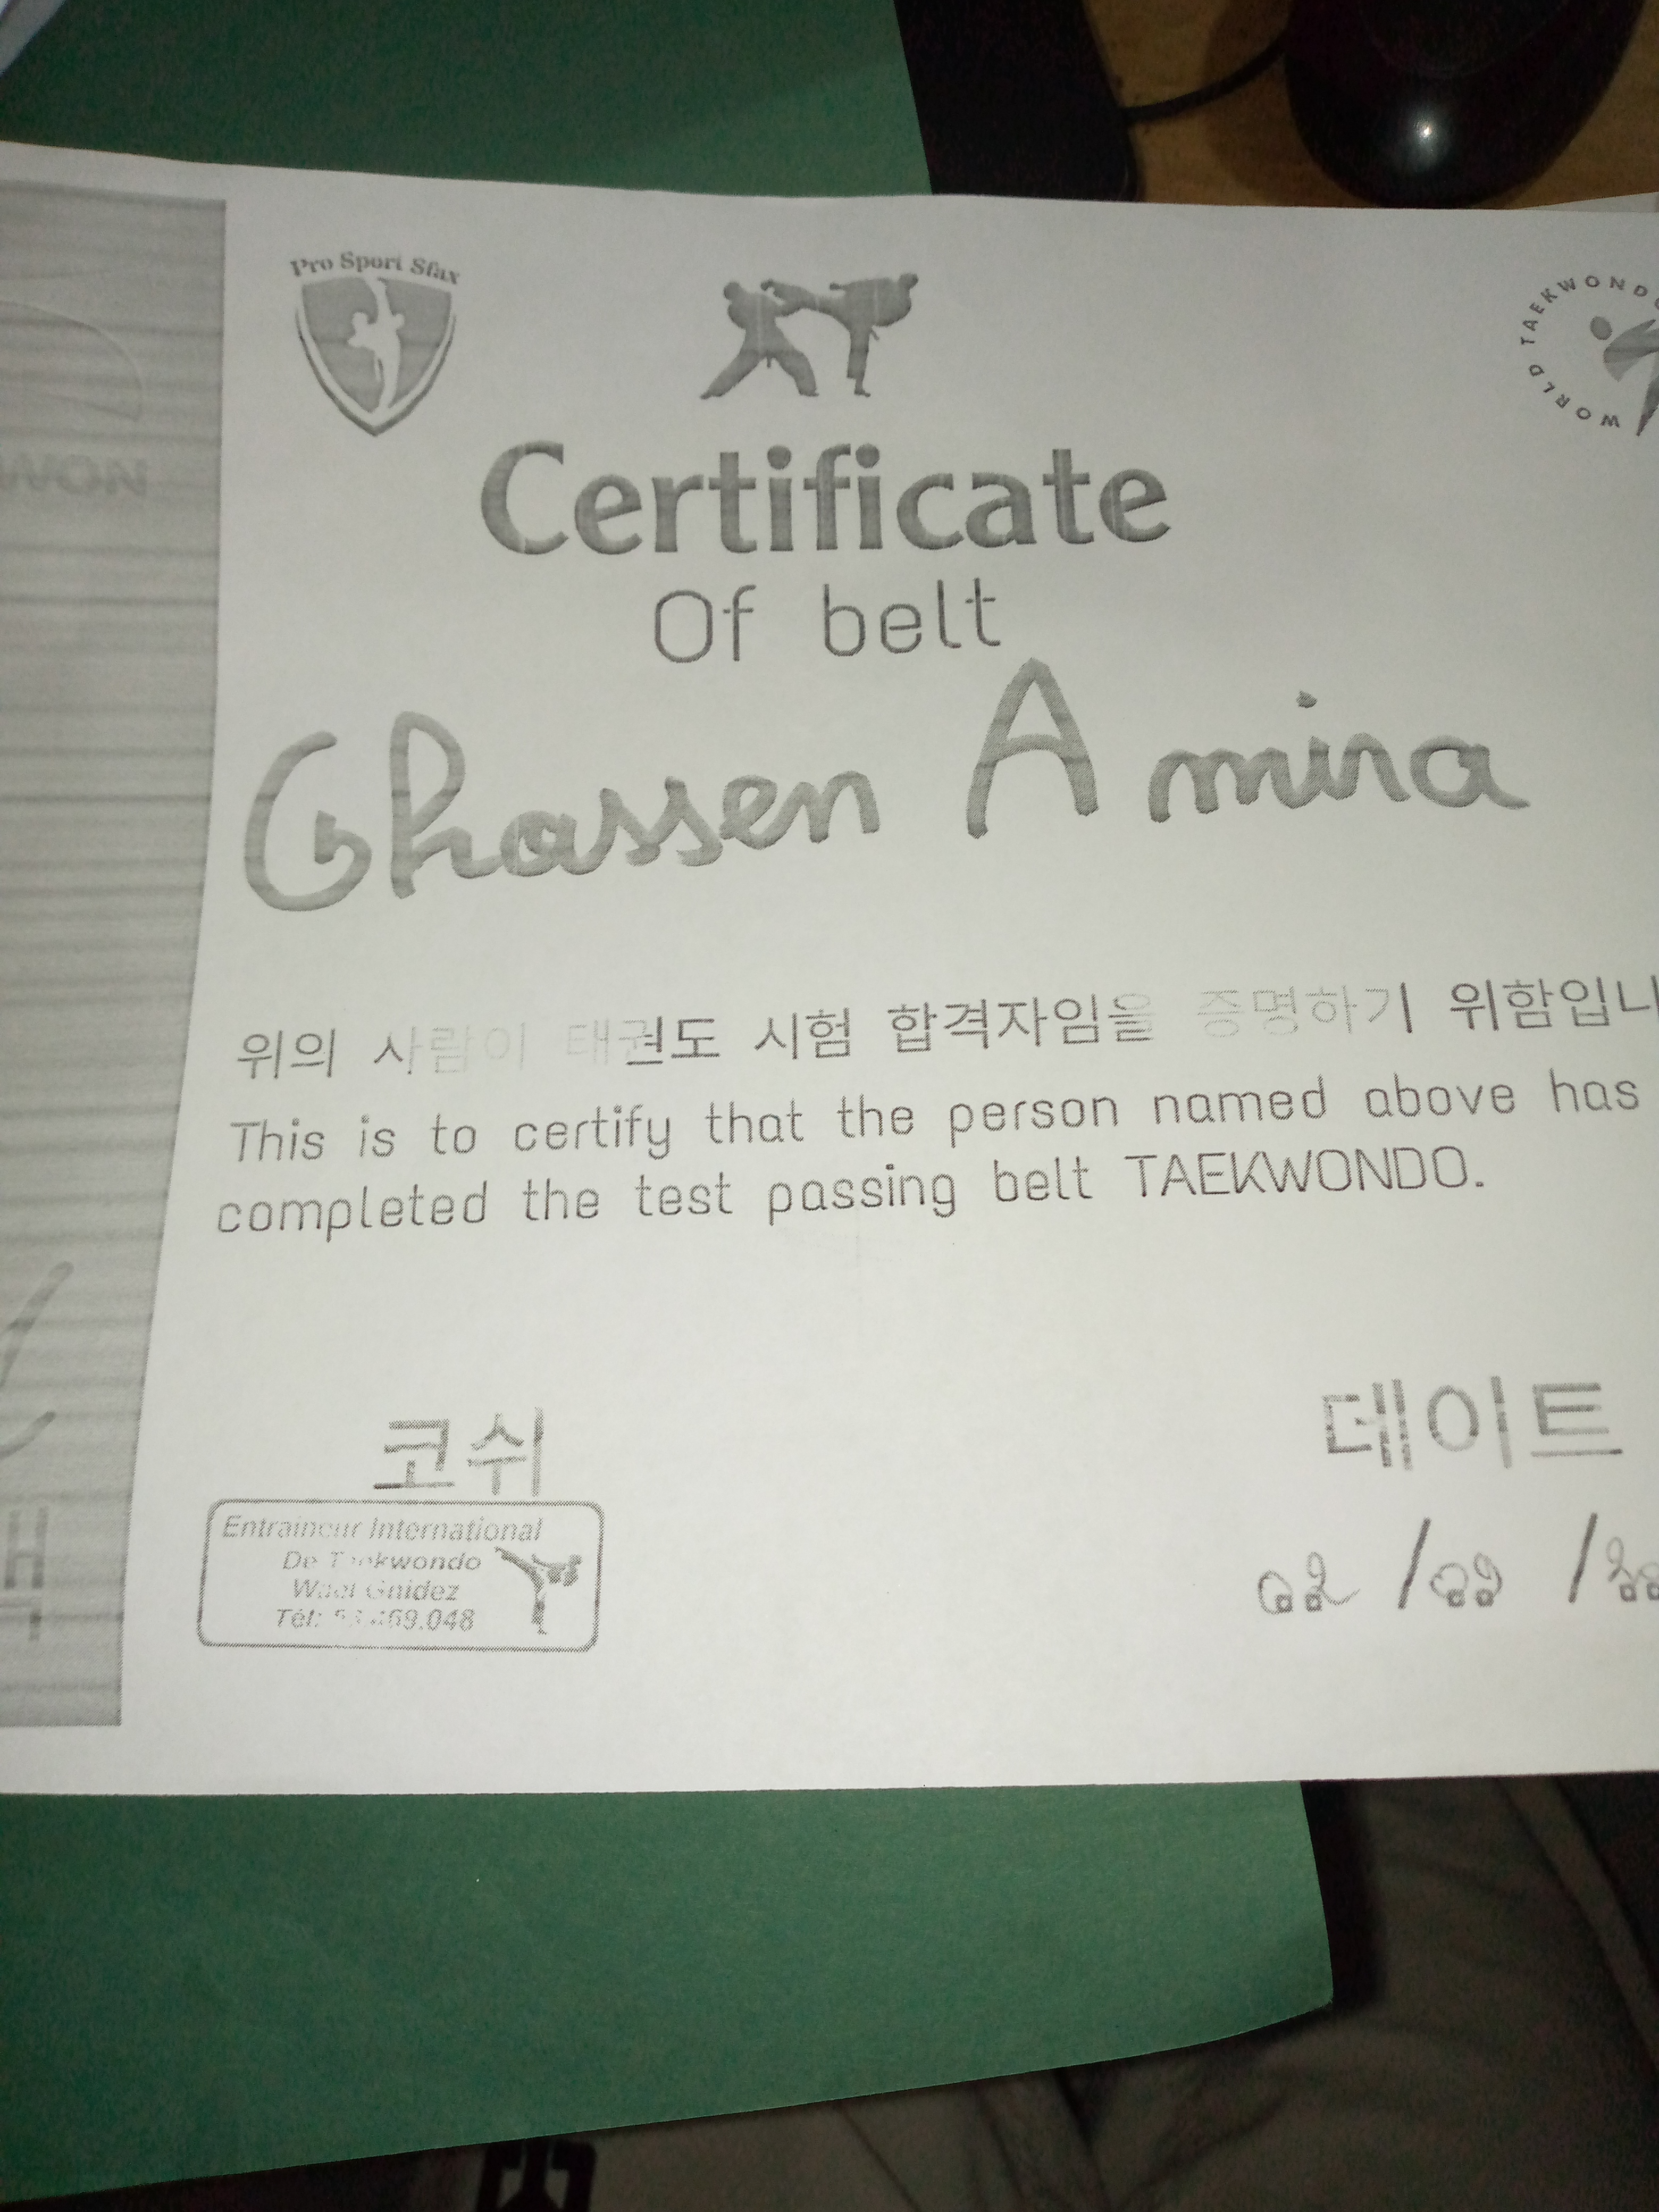 Pro Sport Sfax
WORLD TAEKWONDO
Certificate
Of belt
Ghassen Amira
위의 사람이 태권도 시험 합격자임을 증명하기 위함입니
This is to certify that the person named above has
completed the test passing belt TAEKWONDO.
코쉬
데이트
Entraineur International
De Taekwondo
Wael Gnidez
Tél: